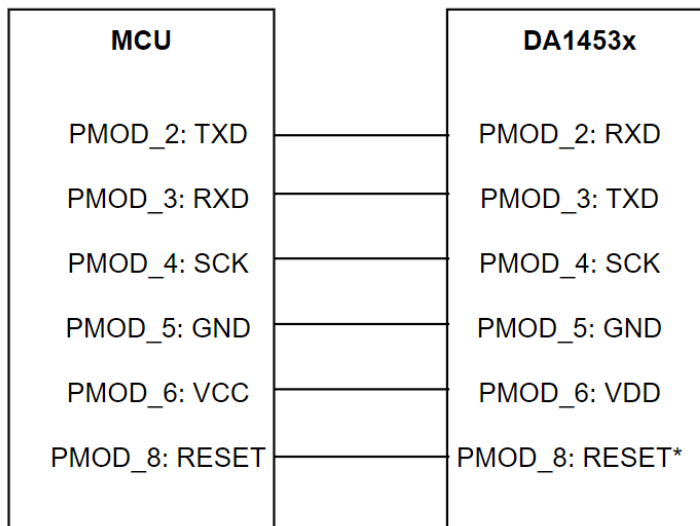 MCU
DA1453x
PMOD_2: TXD
PMOD_2: RXD
PMOD_3: RXD
PMOD_3: TXD
PMOD_4: SCK
PMOD_4: SCK
PMOD_5: GND
PMOD_5: GND
PMOD_6: VCC
PMOD_6: VDD
PMOD_8: RESET
PMOD_8: RESET*